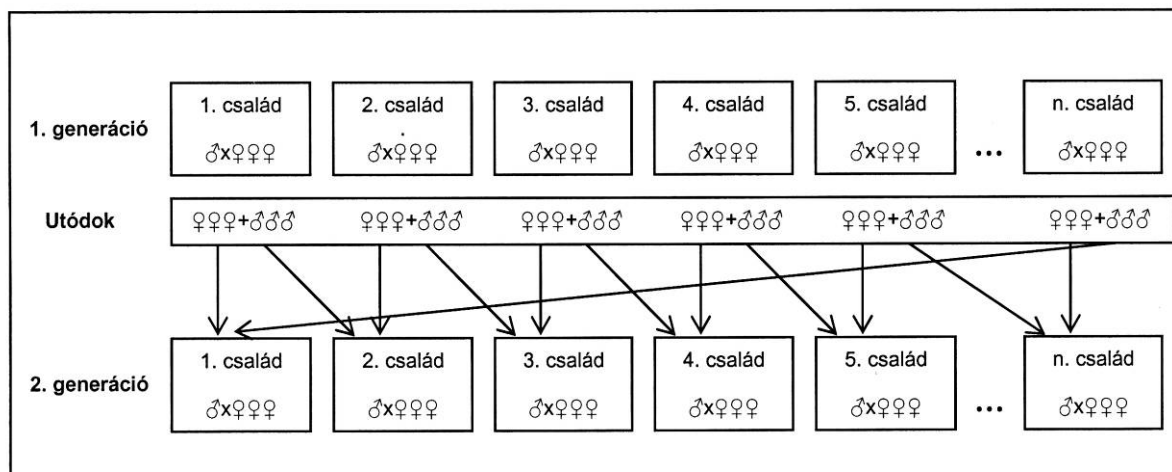 1. család 2. család 3. család 4. család 5. család n. család
1. generáció
♂x♀♀♀ ♂x♀♀♀ ♂x♀♀♀ ♂x♀♀♀ ♂x♀♀♀ ... ♂x♀♀♀
Utódok ♀♀♀+♂♂♂ ♀♀♀+♂♂♂ ♀♀♀+♂♂♂ ♀♀♀+♂♂♂ ♀♀♀+♂♂♂ ♀♀♀+♂♂♂
1. család 2. család 3. család 4. család 5. család n. család
2. generáció
♂x♀♀♀ ♂x♀♀♀ ♂x♀♀♀ ♂x♀♀♀ ♂x♀♀♀ ... ♂x♀♀♀